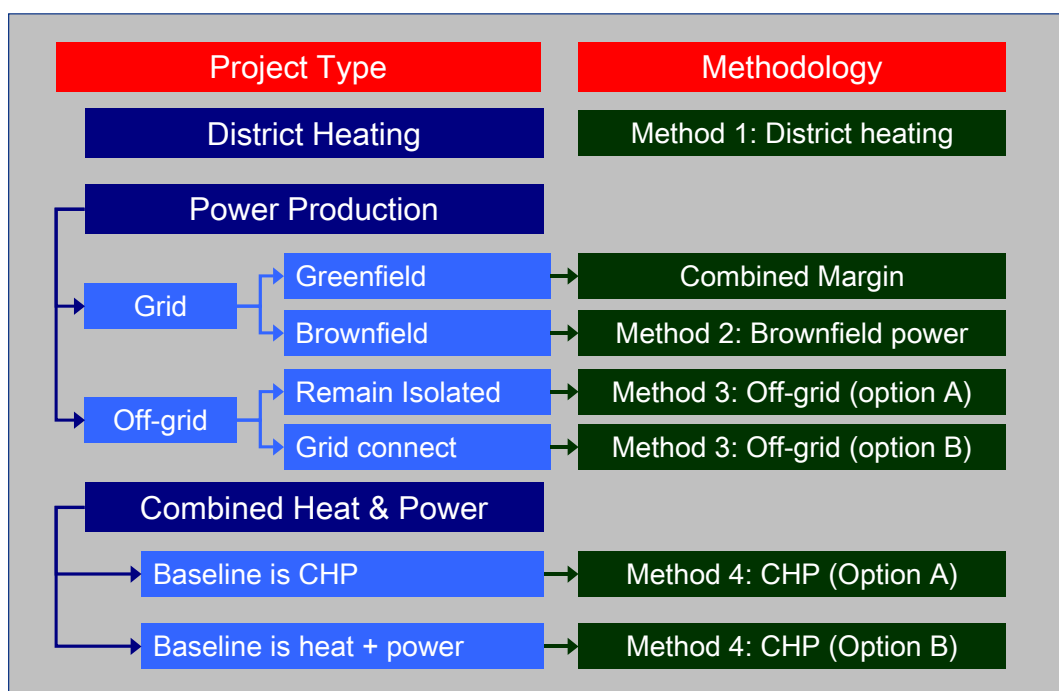 Project Type
Methodology
District Heating
Method 1: District heating
Power Production
Grid
Greenfield
Combined Margin
Brownfield
Method 2: Brownfield power
Off-grid
Remain Isolated
Method 3: Off-grid (option A)
Grid connect
Method 3: Off-grid (option B)
Combined Heat & Power
Baseline is CHP
Method 4: CHP (Option A)
Baseline is heat + power
Method 4: CHP (Option B)